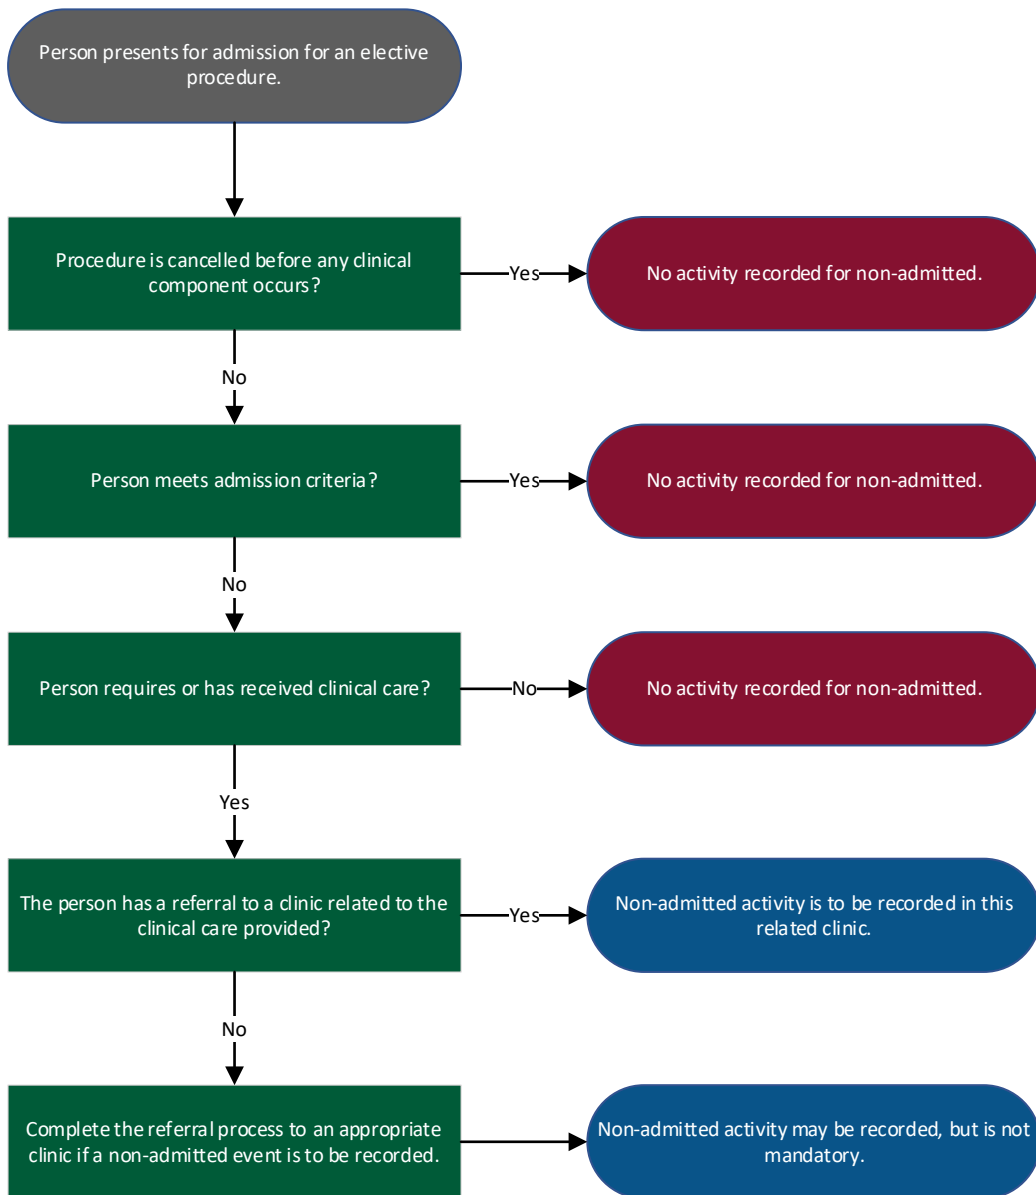 Person presents for admission for an elective
procedure.
Procedure is cancelled before any clinical
component occurs?
Yes
No activity recorded for non-admitted.
No
Person meets admission criteria?
Yes
No activity recorded for non-admitted.
No
Person requires or has received clinical care?
No
No activity recorded for non-admitted.
Yes
The person has a referral to a clinic related to the
clinical care provided?
Yes
Non-admitted activity is to be recorded in this
related clinic.
No
Complete the referral process to an appropriate
clinic if a non-admitted event is to be recorded.
Non-admitted activity may be recorded, but is not
mandatory.